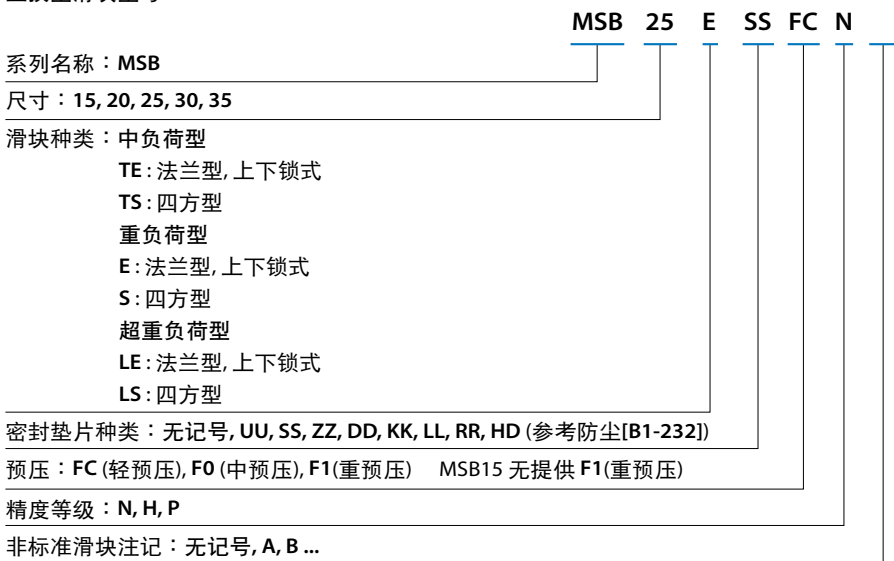 MSB 25 E SS FC N
系列名称：MSB
尺寸：15, 20, 25, 30, 35
滑块种类：中负荷型
TE : 法兰型, 上下锁式
TS : 四方型
重负荷型
E : 法兰型, 上下锁式
S : 四方型
超重负荷型
LE : 法兰型, 上下锁式
LS : 四方型
密封垫片种类：无记号, UU, SS, ZZ, DD, KK, LL, RR, HD (参考防尘[B1-232])
预压：FC (轻预压), F0 (中预压), F1(重预压) MSB15 无提供 F1(重预压)
精度等级：N, H, P
非标准滑块注记：无记号, A, B ...